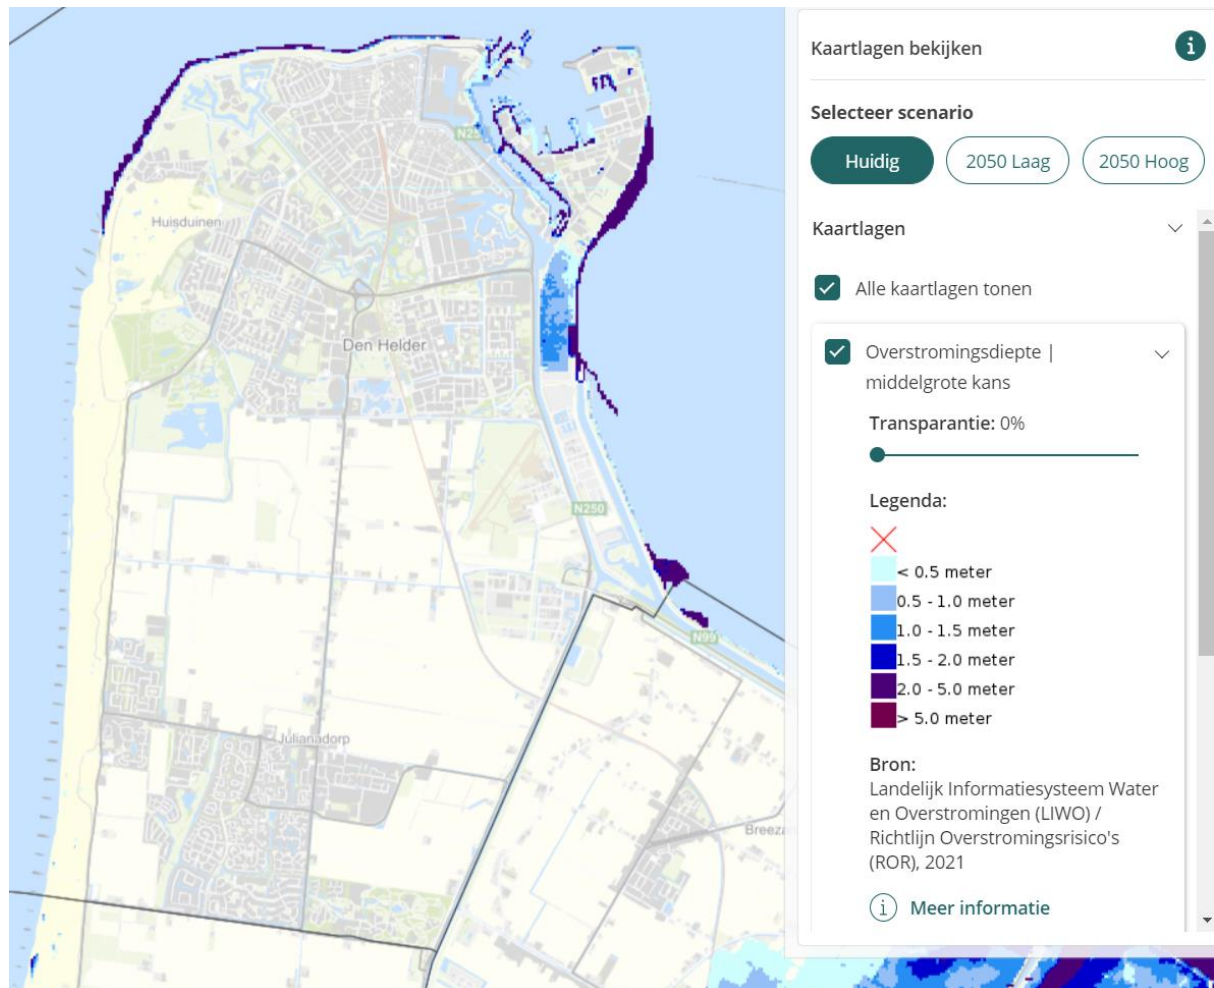 Kaartlagen bekijken
Selecteer scenario
Huidig
2050 Laag
2050 Hoog
Kaartlagen
Alle kaartlagen tonen
Overstromingsdiepte |
middelgrote kans
Transparantie: 0%
Legenda:
< 0.5 meter
0.5 - 1.0 meter
1.0 - 1.5 meter
1.5 - 2.0 meter
2.0 - 5.0 meter
> 5.0 meter
Bron:
Landelijk Informatiesysteem Water
en Overstromingen (LIWO) /
Richtlijn Overstromingsrisico's
(ROR), 2021
Meer informatie
Huisduinen
Den Helder
N250
N99
Julianadorp